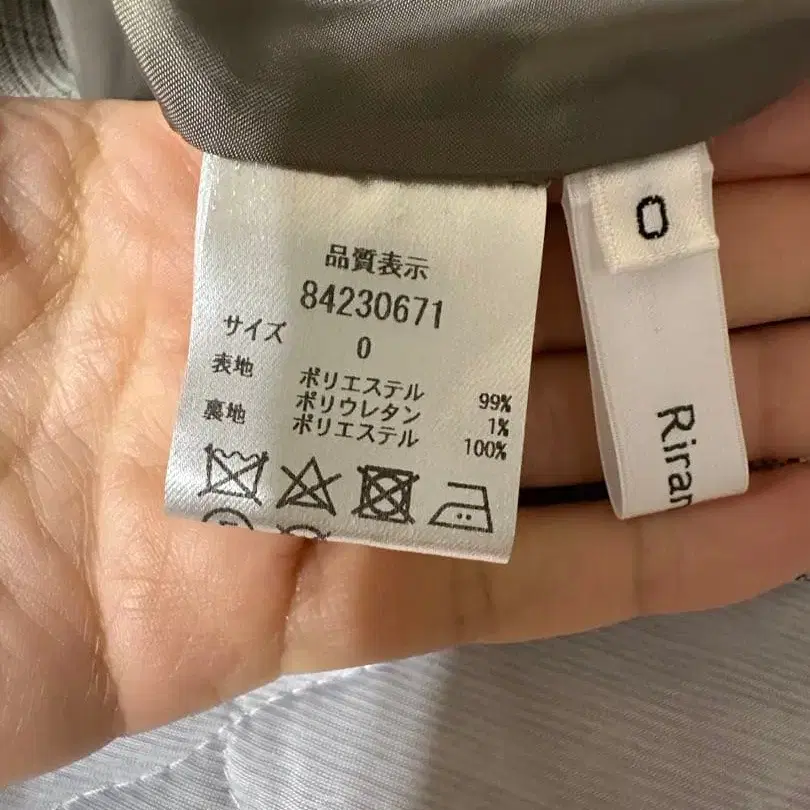 品質表示
84230671
サイズ 0
表地 ポリエステル 99%
ポリウレタン 1%
裏地 ポリエステル 100%
0
Riran